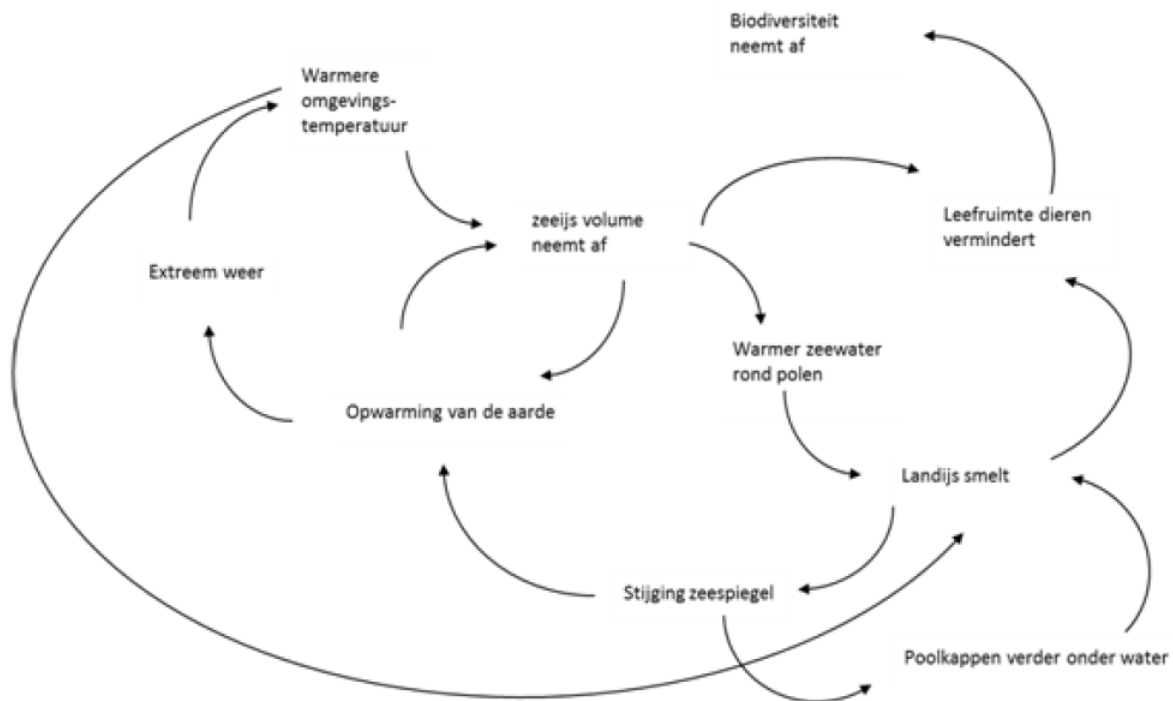 Biodiversiteit
neemt af
Warmere
omgevings-
temperatuur
zeeijs volume
neemt af
Leefruimte dieren
vermindert
Extreem weer
Warmer zeewater
rond polen
Opwarming van de aarde
Landijs smelt
Stijging zeespiegel
Poolkappen verder onder water